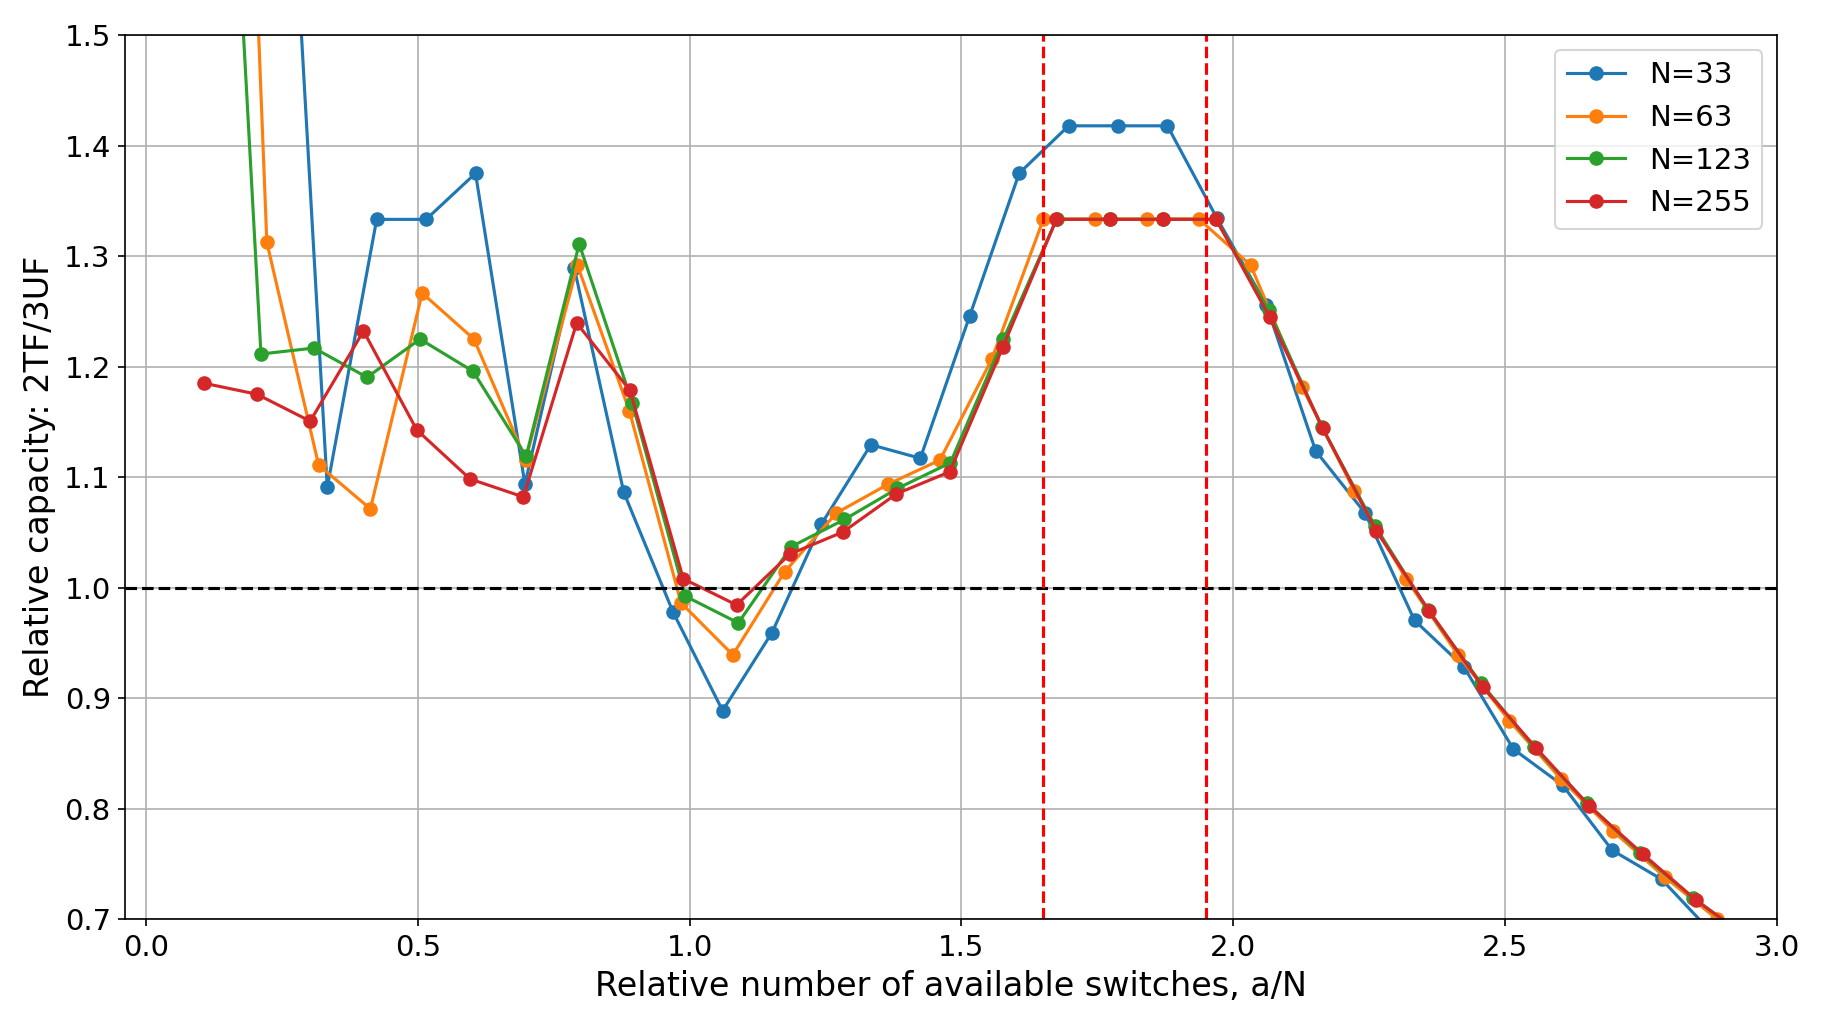 1.5
1.4
1.3
1.2
1.1
1.0
0.9
0.8
0.7
Relative capacity: 2TF/3UF
N=33
N=63
N=123
N=255
0.0 0.5 1.0 1.5 2.0 2.5 3.0
Relative number of available switches, a/N